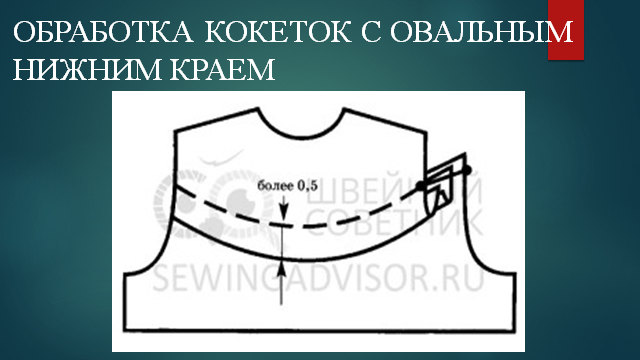 ОБРАБОТКА КОКЕТОК С ОВАЛЬНЫМ
НИЖНИМ КРАЕМ
более 0,5
ШВЕЙНЫЙ
СОВЕТНИК
SEWINGADVISOR.RU